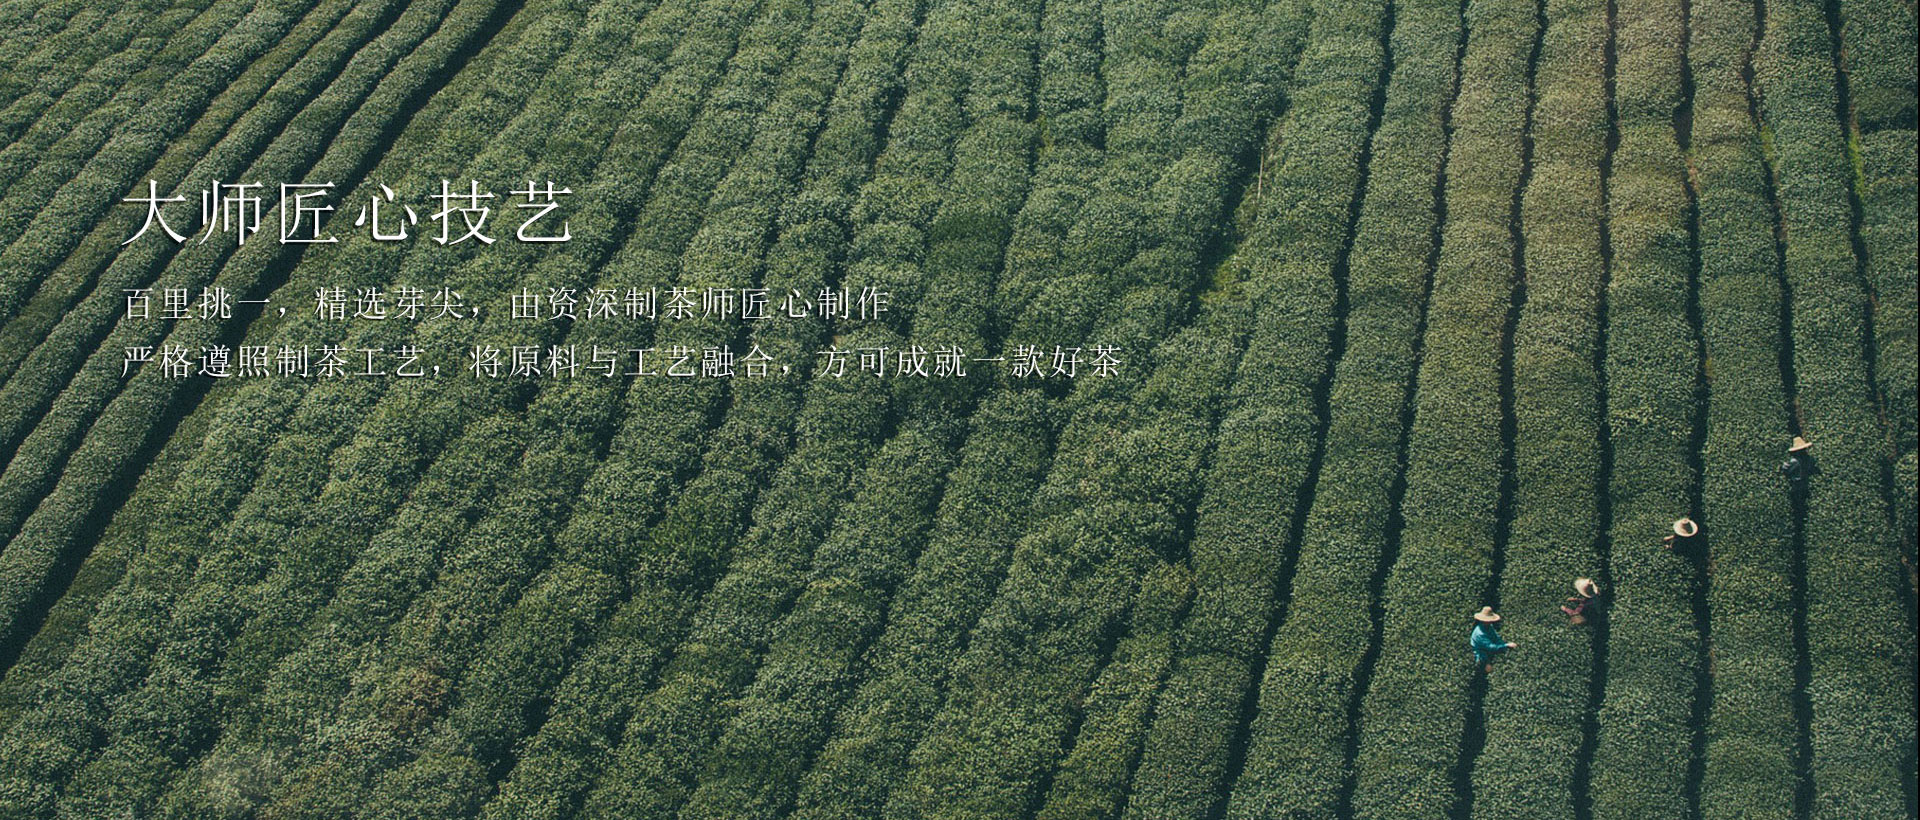 大师匠心技艺
百里挑一，精选芽尖，由资深制茶师匠心制作
严格遵照制茶工艺，将原料与工艺融合，方可成就一款好茶